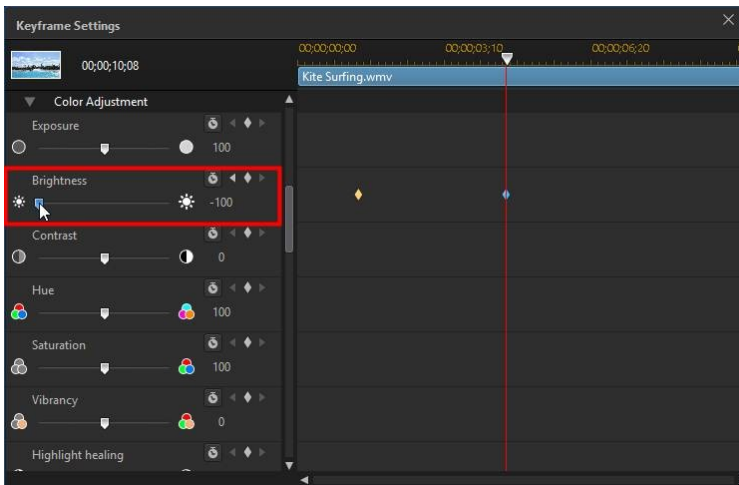 Keyframe Settings
00;00;10;08
00;00;00;00 00;00;03;10 00;00;06;20
Kite Surfing.wmv
Color Adjustment
Exposure
100
Brightness
-100
Contrast
0
Hue
100
Saturation
100
Vibrancy
0
Highlight healing